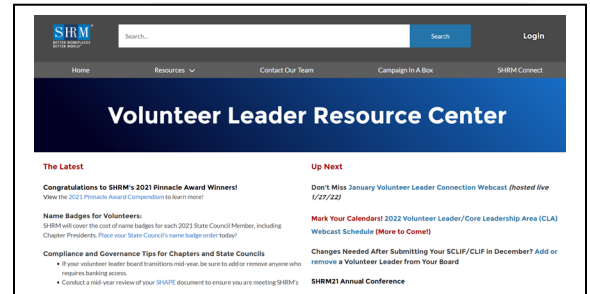 SHRM
BETTER WORKPLACES
BETTER WORLD
Search...
Search
Login
Home
Resources
Contact Our Team
Campaign In A Box
SHRM Connect
Volunteer Leader Resource Center
The Latest
Congratulations to SHRM's 2021 Pinnacle Award Winners!
View the 2021 Pinnacle Award Compendium to learn more!
Name Badges for Volunteers:
SHRM will cover the cost of name badges for each 2021 State Council Member, including
Chapter Presidents. Place your State Council's name badge order today!
Compliance and Governance Tips for Chapters and State Councils
• If your volunteer leader board transitions mid-year, be sure to add or remove anyone who
requires banking access.
• Conduct a mid-year review of your SHAPE document to ensure you are meeting SHRM's
Up Next
Don't Miss January Volunteer Leader Connection Webcast (hosted live
1/27/22)
Mark Your Calendars! 2022 Volunteer Leader/Core Leadership Area (CLA)
Webcast Schedule (More to Come!)
Changes Needed After Submitting Your SCLIF/CLIF in December? Add or
remove a Volunteer Leader from Your Board
SHRM21 Annual Conference